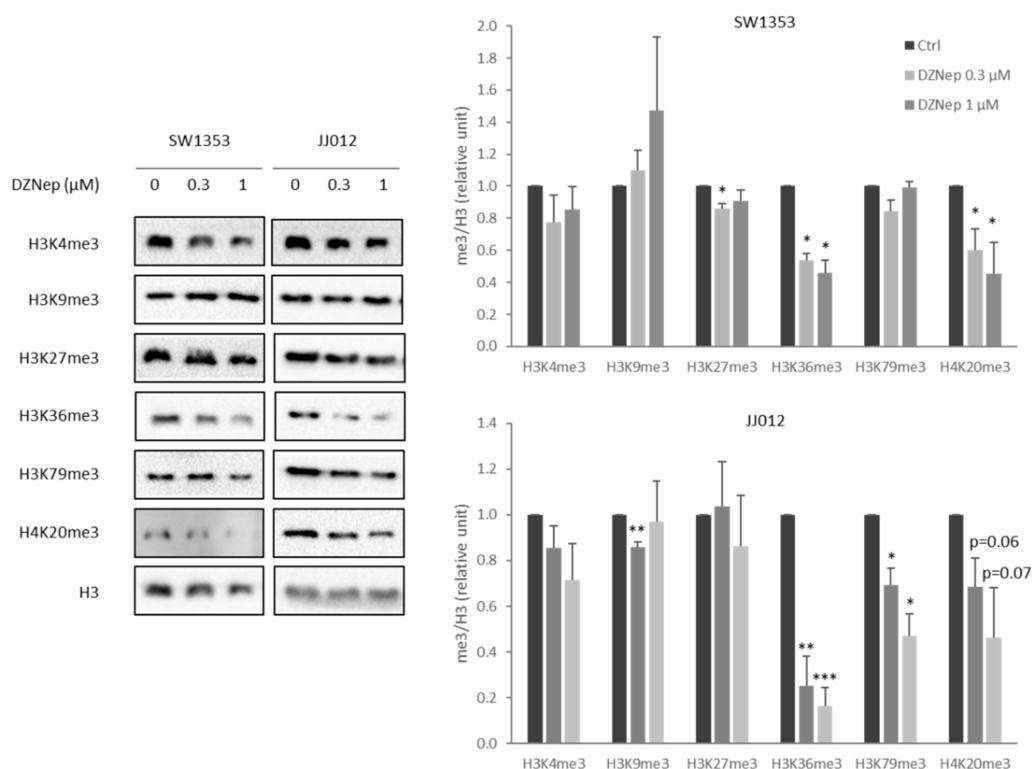 SW1353 JJ012
DZNep (µM) 0 0.3 1 0 0.3 1
H3K4me3
H3K9me3
H3K27me3
H3K36me3
H3K79me3
H4K20me3
H3
SW1353
me3/H3 (relative unit)
2.0
1.8
1.6
1.4
1.2
1.0
0.8
0.6
0.4
0.2
0.0
Ctrl
DZNep 0.3 µM
DZNep 1 µM
*
* *
* *
H3K4me3 H3K9me3 H3K27me3 H3K36me3 H3K79me3 H4K20me3
JJ012
me3/H3 (relative unit)
1.4
1.2
1.0
0.8
0.6
0.4
0.2
0.0
**
** ***
* *
p=0.06
p=0.07
H3K4me3 H3K9me3 H3K27me3 H3K36me3 H3K79me3 H4K20me3